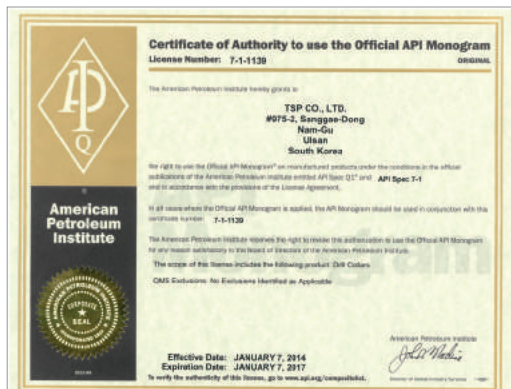 Certificate of Authority to use the Official API Monogram
License Number: 7-1-1139
ORIGINAL
The American Petroleum Institute hereby grants to
TSP CO., LTD.
#975-2, Sanggae-Dong
Nam-Gu
Ulsan
South Korea
the right to use the Official API Monogram® on manufactured products under the conditions in the official
publications of the American Petroleum Institute entitled API Spec Q1® and API Spec 7-1
and in accordance with the provisions of the License Agreement.
In all cases where the Official API Monogram is applied, the API Monogram should be used in conjunction with this
certificate number: 7-1-1139
The American Petroleum Institute reserves the right to revoke this authorization to use the Official API Monogram
for any reason satisfactory to the Board of Directors of the American Petroleum Institute.
The scope of this license includes the following product: Drill Collars
QMS Exclusions: No Exclusions Identified as Applicable
American Petroleum Institute
Effective Date: JANUARY 7, 2014
Expiration Date: JANUARY 7, 2017
To verify the authenticity of this license, go to www.api.org/compositelist.
API
Q
American
Petroleum
Institute
AMERICAN PETROLEUM INSTITUTE
CORPORATE
SEAL